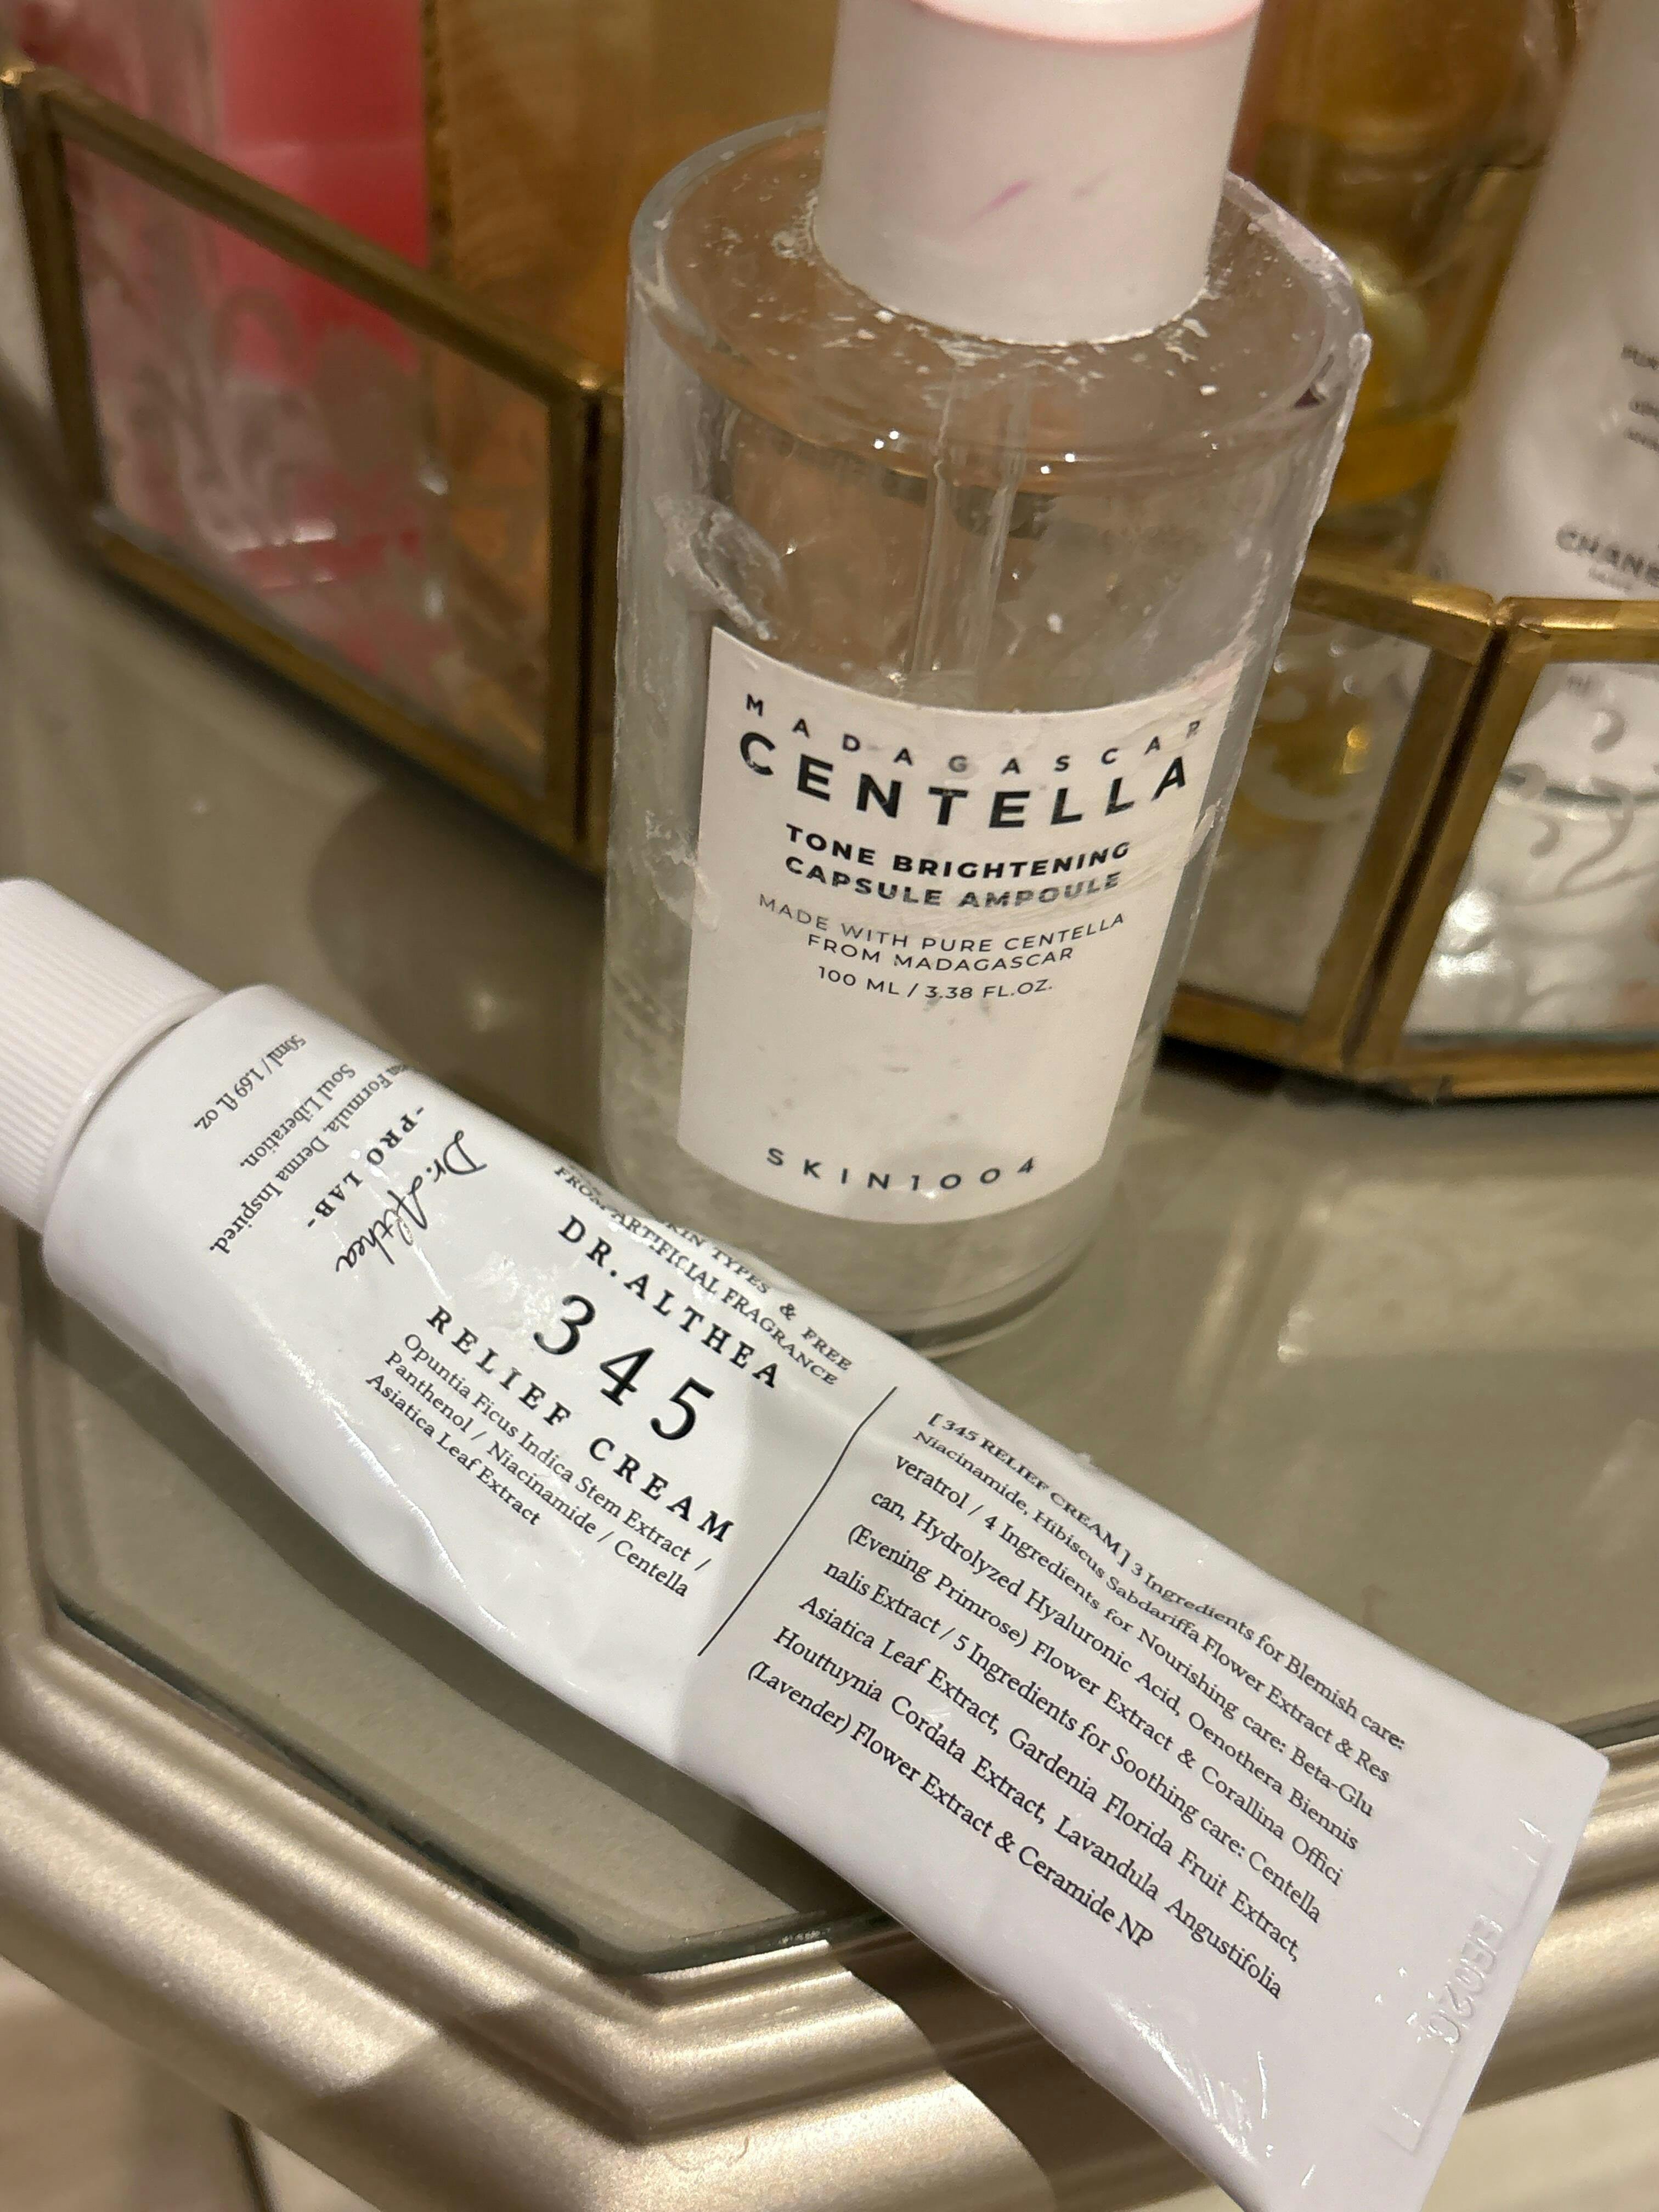 MADAGASCAR
CENTELLA
TONE BRIGHTENING
CAPSULE AMPOULE
MADE WITH PURE CENTELLA
FROM MADAGASCAR
100 ML / 3.38 FL.OZ.
SKIN1004
CHANE
SKIN TYPES & FREE
FROM ARTIFICIAL FRAGRANCE
DR.ALTHEA
345
RELIEF CREAM
Opuntia Ficus Indica Stem Extract /
Panthenol / Niacinamide / Centella
Asiatica Leaf Extract
Dr. Althea
-PRO LAB-
Formula, Derma Inspired.
Soul Liberation.
50ml / 1.69 fl. oz.
[ 345 RELIEF CREAM ] 3 Ingredients for Blemish care:
Niacinamide, Hibiscus Sabdariffa Flower Extract & Res
veratrol / 4 Ingredients for Nourishing care: Beta-Glu
can, Hydrolyzed Hyaluronic Acid, Oenothera Biennis
(Evening Primrose) Flower Extract & Corallina Offici
nalis Extract / 5 Ingredients for Soothing care: Centella
Asiatica Leaf Extract, Gardenia Florida Fruit Extract,
Houttuynia Cordata Extract, Lavandula Angustifolia
(Lavender) Flower Extract & Ceramide NP